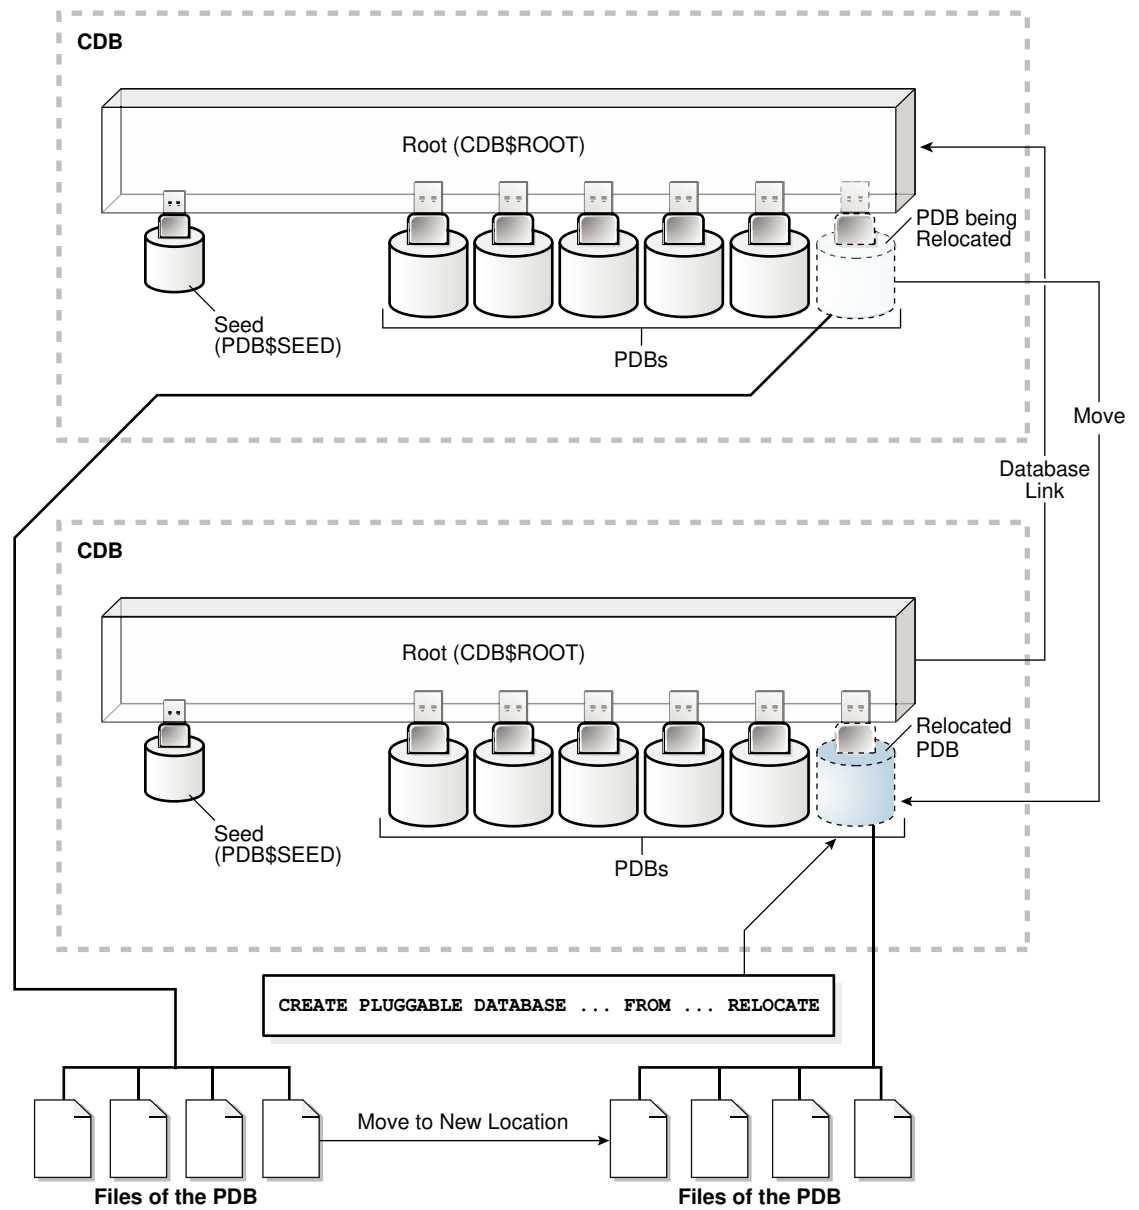 CDB
Root (CDB$ROOT)
PDB being
Relocated
Seed
(PDB$SEED)
PDBs
Move
Database
Link
CDB
Root (CDB$ROOT)
Relocated
PDB
Seed
(PDB$SEED)
PDBs
CREATE PLUGGABLE DATABASE ... FROM ... RELOCATE
Move to New Location
Files of the PDB
Files of the PDB